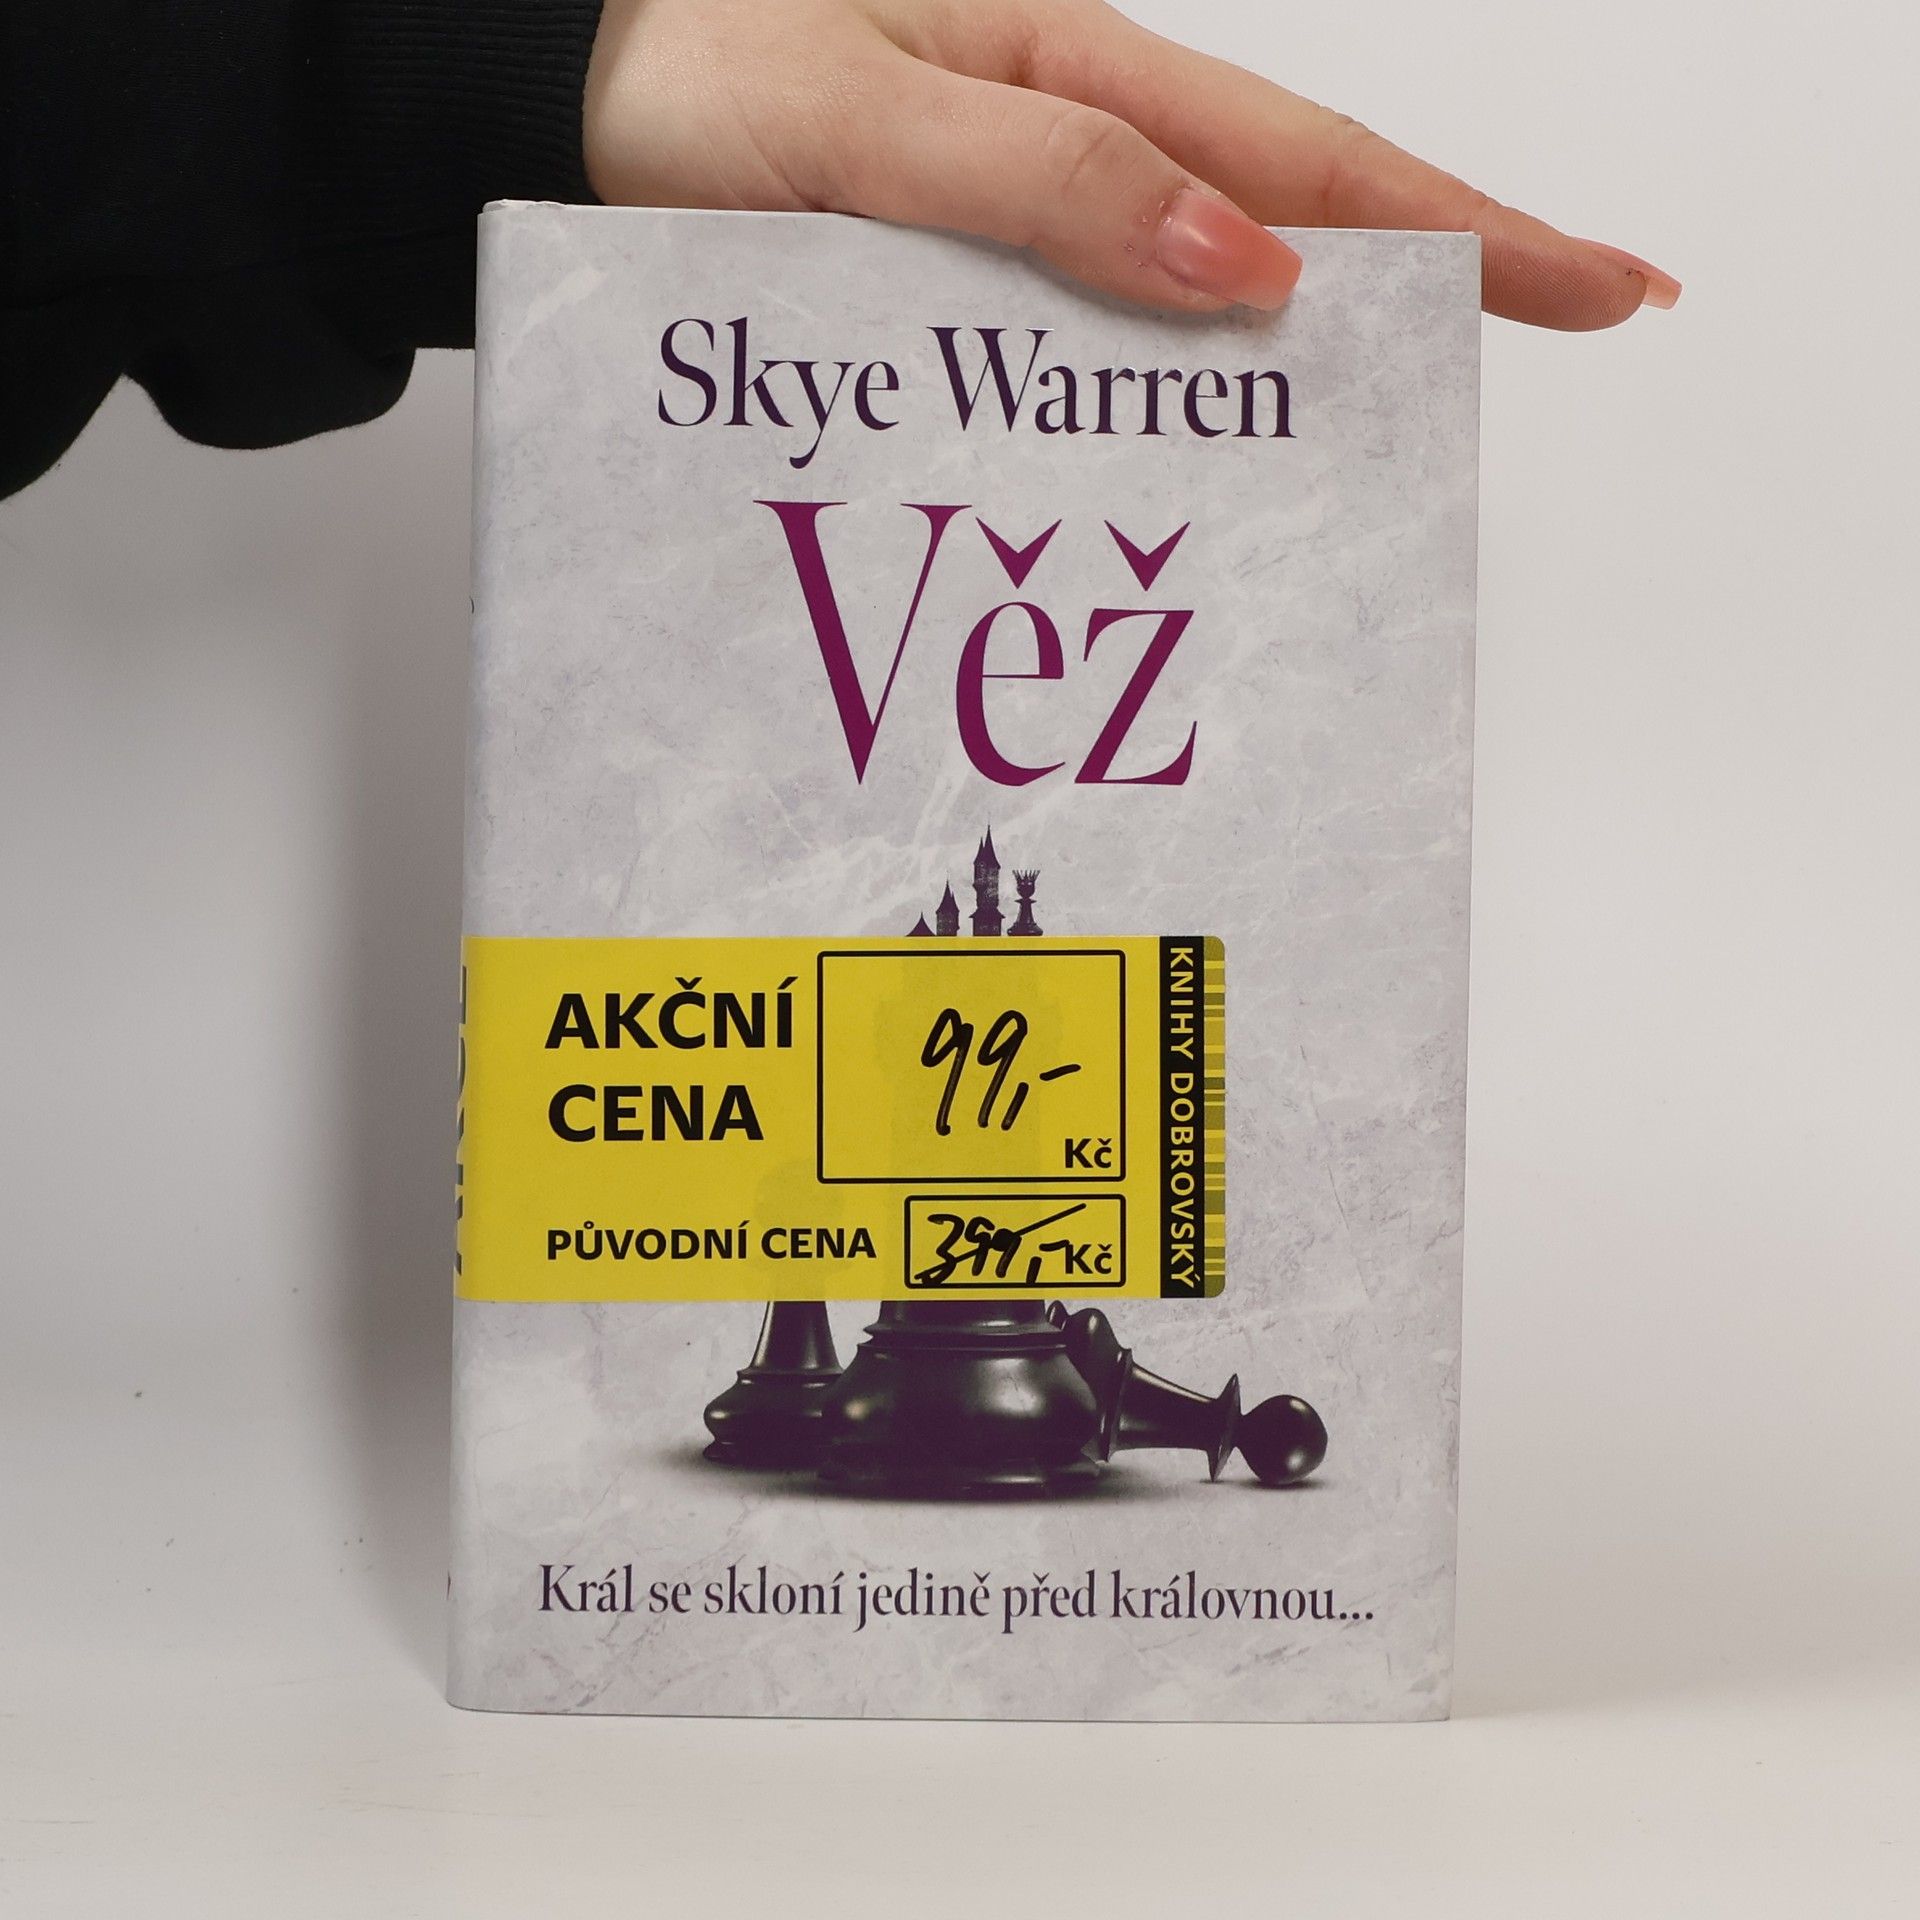 Skye Warren
Věž
AKČNÍ
CENA
99,-
Kč
PŮVODNÍ CENA
399,- Kč
KNIHY DOBROVSKÝ
Král se skloní jedině před královnou...